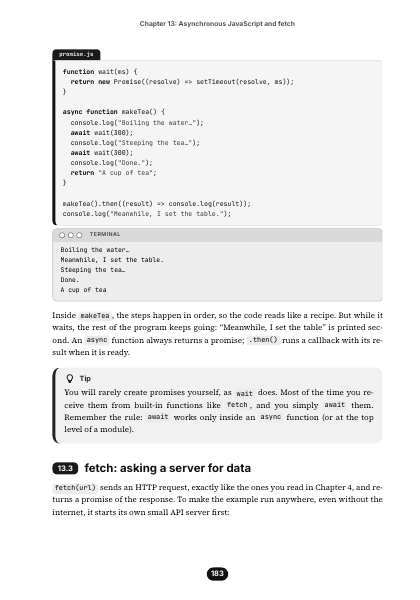 Chapter 13: Asynchronous JavaScript and fetch
promise.js
function wait(ms) {
  return new Promise((resolve) => setTimeout(resolve, ms));
}

async function makeTea() {
  console.log("Boiling the water…");
  await wait(300);
  console.log("Steeping the tea…");
  await wait(300);
  console.log("Done.");
  return "A cup of tea";
}

makeTea().then((result) => console.log(result));
console.log("Meanwhile, I set the table.");
TERMINAL
Boiling the water…
Meanwhile, I set the table.
Steeping the tea…
Done.
A cup of tea
Inside makeTea, the steps happen in order, so the code reads like a recipe. But while it
waits, the rest of the program keeps going: “Meanwhile, I set the table” is printed sec-
ond. An async function always returns a promise; .then() runs a callback with its re-
sult when it is ready.
Tip
You will rarely create promises yourself, as wait does. Most of the time you re-
ceive them from built-in functions like fetch, and you simply await them.
Remember the rule: await works only inside an async function (or at the top
level of a module).
13.3 fetch: asking a server for data
fetch(url) sends an HTTP request, exactly like the ones you read in Chapter 4, and re-
turns a promise of the response. To make the example run anywhere, even without the
internet, it starts its own small API server first:
183